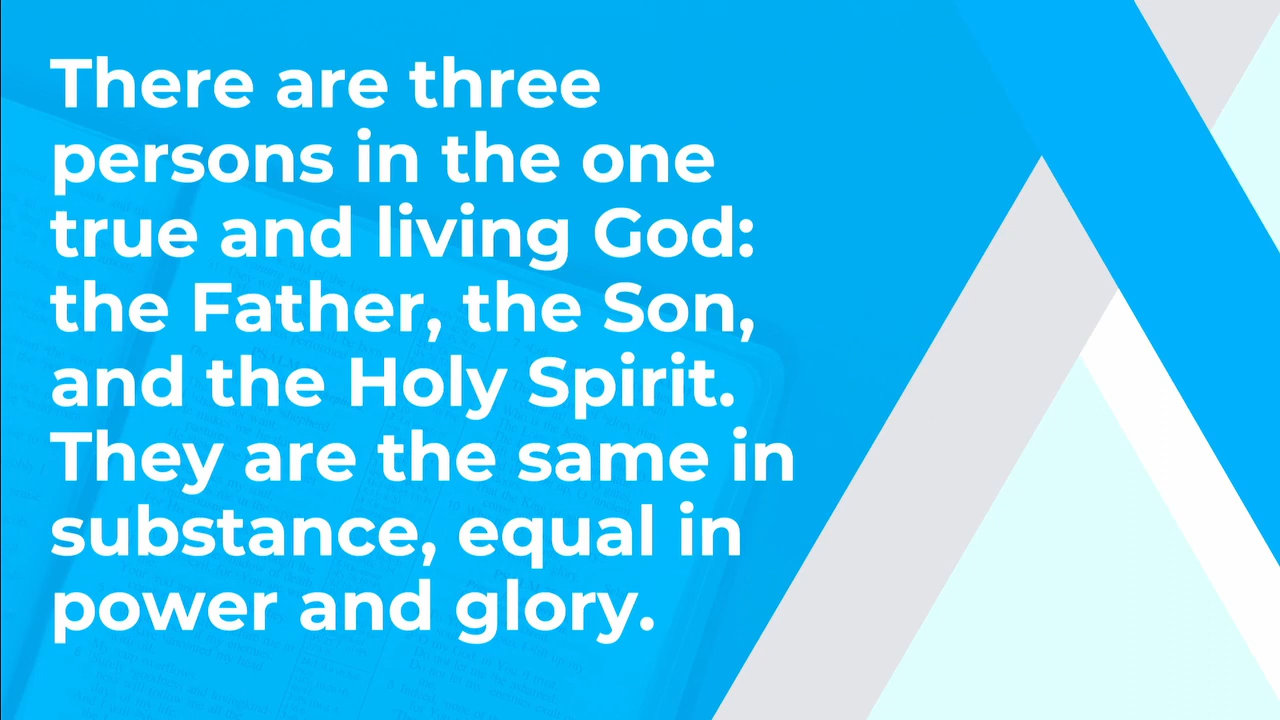 There are three
persons in the one
true and living God:
the Father, the Son,
and the Holy Spirit.
They are the same in
substance, equal in
power and glory.